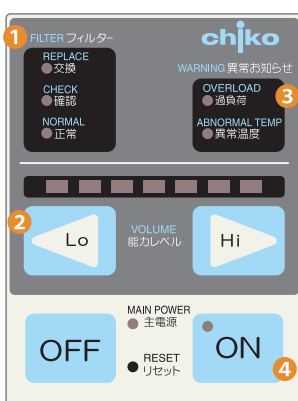 1 FILTER フィルター
chiko
REPLACE
交換
WARNING 異常お知らせ
CHECK
確認
OVERLOAD
過負荷
3
NORMAL
正常
ABNORMAL TEMP
異常温度
2
Lo
VOLUME
能力レベル
Hi
OFF
MAIN POWER
主電源
RESET
リセット
ON
4